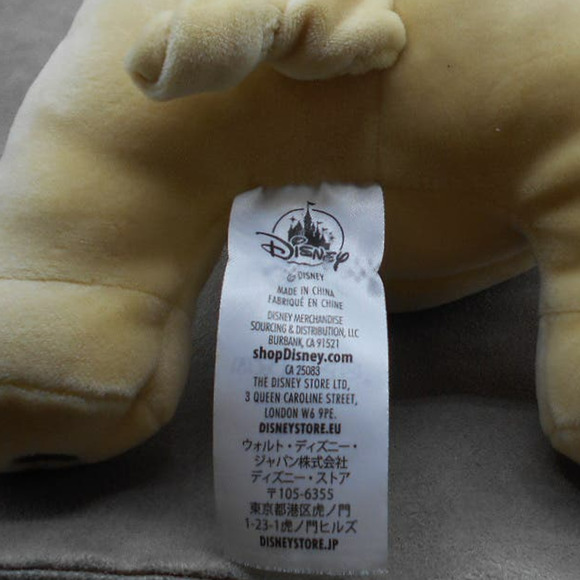 Disney
© DISNEY
MADE IN CHINA
FABRIQUÉ EN CHINE
DISNEY MERCHANDISE
SOURCING & DISTRIBUTION, LLC
BURBANK, CA 91521
shopDisney.com
CA 25083
THE DISNEY STORE LTD,
3 QUEEN CAROLINE STREET,
LONDON W6 9PE.
DISNEYSTORE.EU
ウォルト・ディズニー・
ジャパン株式会社
ディズニー・ストア
〒105-6355
東京都港区虎ノ門
1-23-1虎ノ門ヒルズ
DISNEYSTORE.JP